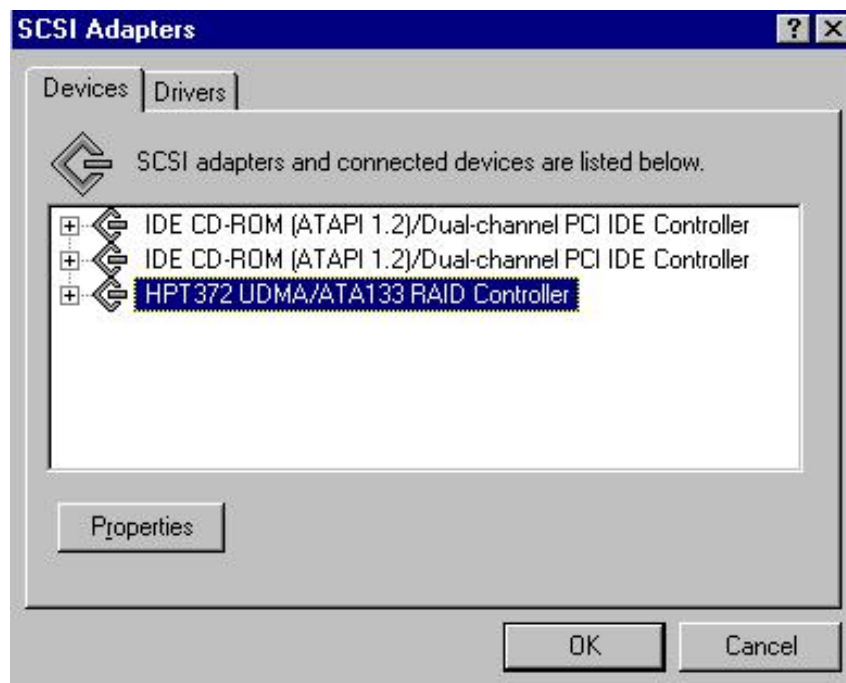 SCSI Adapters
Devices Drivers
SCSI adapters and connected devices are listed below.
IDE CD-ROM (ATAPI 1.2)/Dual-channel PCI IDE Controller
IDE CD-ROM (ATAPI 1.2)/Dual-channel PCI IDE Controller
HPT372 UDMA/ATA133 RAID Controller
Properties
OK Cancel